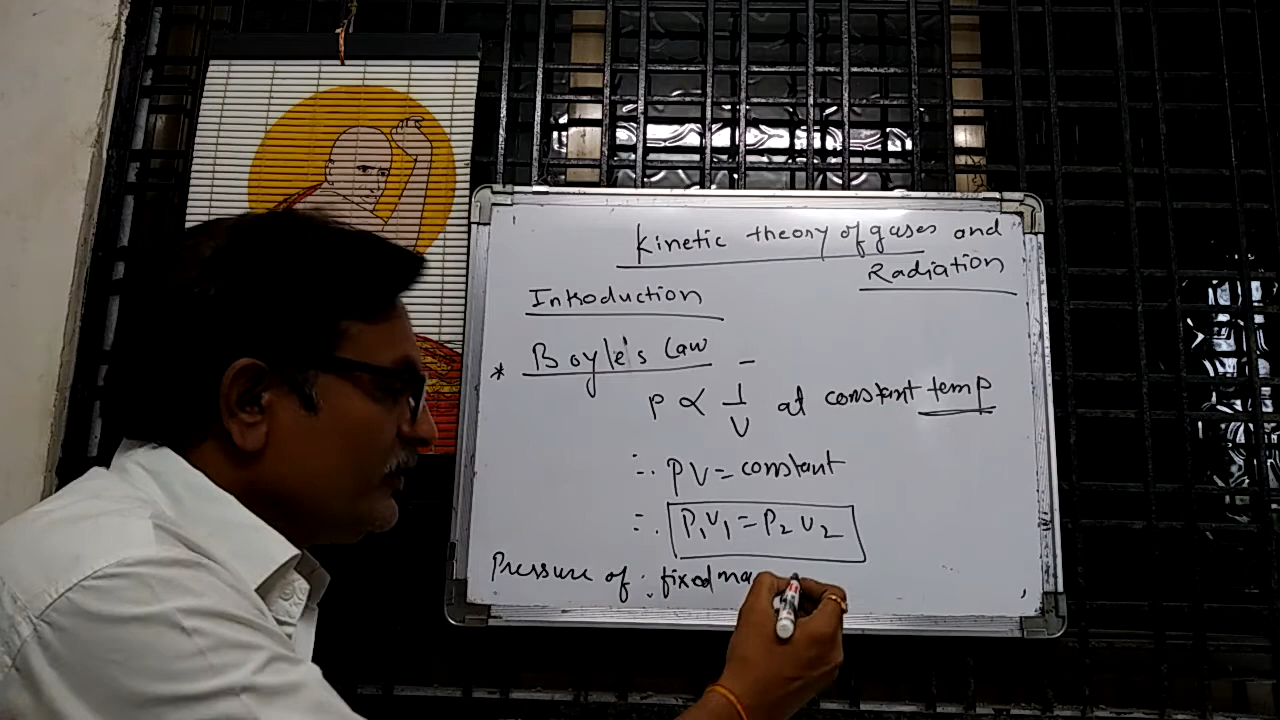 Kinetic theory of gases and
Radiation
Introduction
* Boyle's Law -
P ∝ 1/V at constant temp
∴ PV = constant
∴ P₁V₁ = P₂V₂
Pressure of fixed